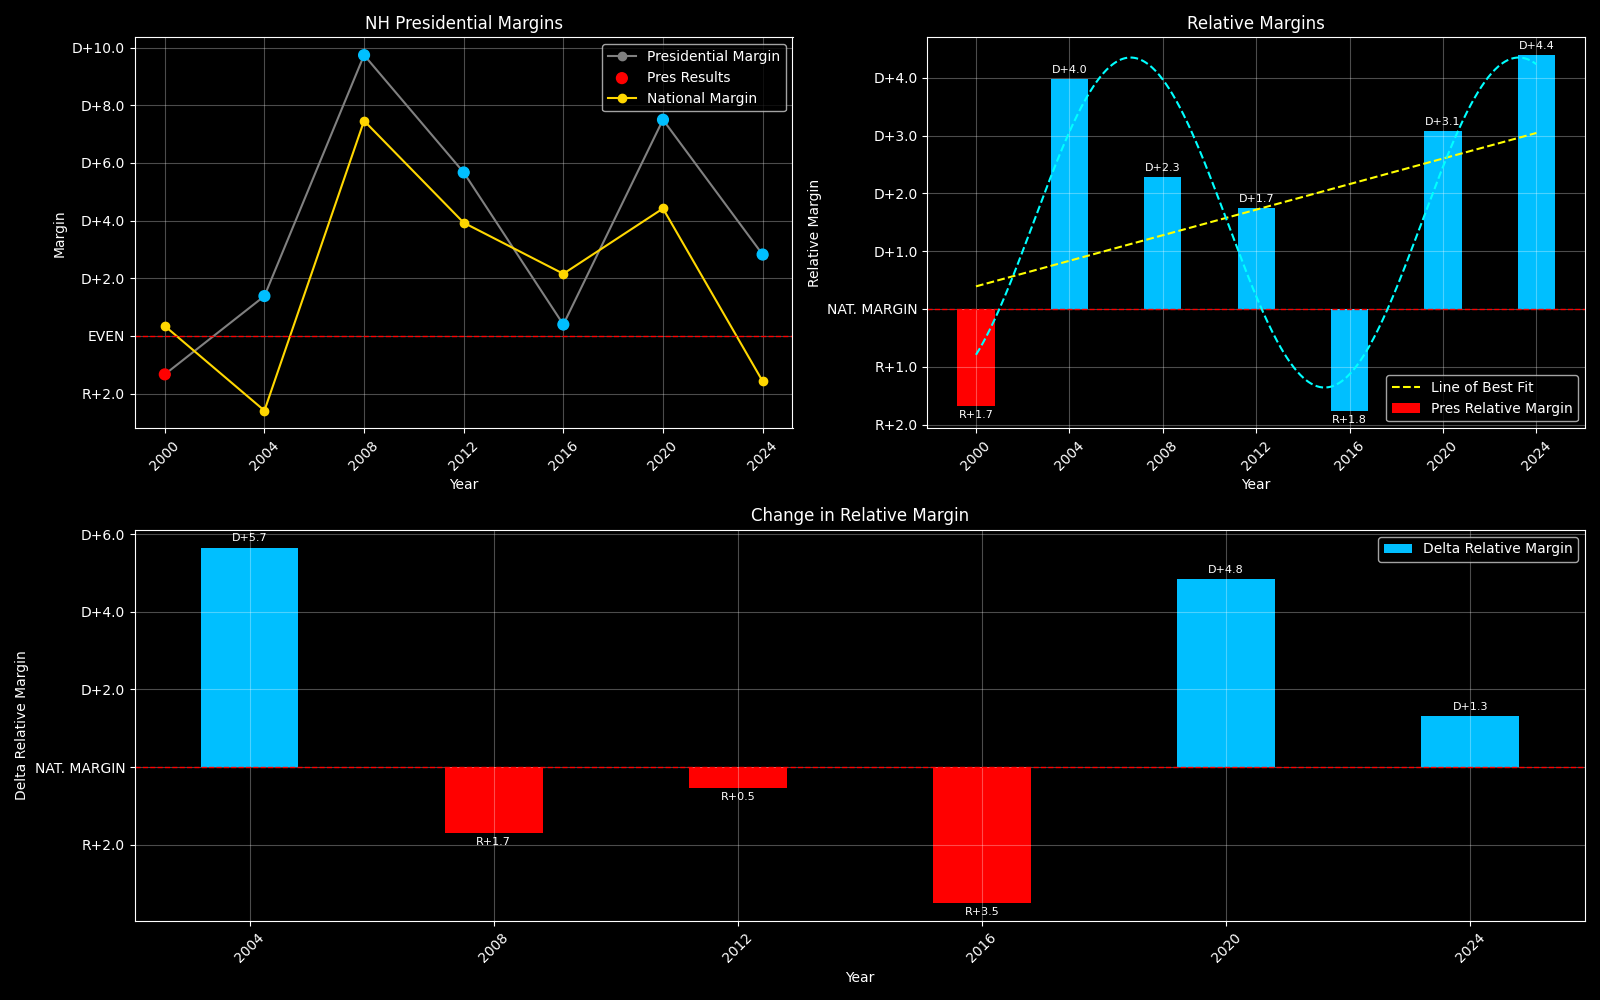 NH Presidential Margins
D+10.0
D+8.0
D+6.0
D+4.0
D+2.0
EVEN
R+2.0
Margin
Presidential Margin
Pres Results
National Margin
2000
2004
2008
2012
2016
2020
2024
Year
Relative Margins
D+4.0
D+3.0
D+2.0
D+1.0
NAT. MARGIN
R+1.0
R+2.0
Relative Margin
R+1.7
D+4.0
D+2.3
D+1.7
R+1.8
D+3.1
D+4.4
Line of Best Fit
Pres Relative Margin
2000
2004
2008
2012
2016
2020
2024
Year
Change in Relative Margin
D+6.0
D+4.0
D+2.0
NAT. MARGIN
R+2.0
Delta Relative Margin
D+5.7
R+1.7
R+0.5
R+3.5
D+4.8
D+1.3
Delta Relative Margin
2004
2008
2012
2016
2020
2024
Year